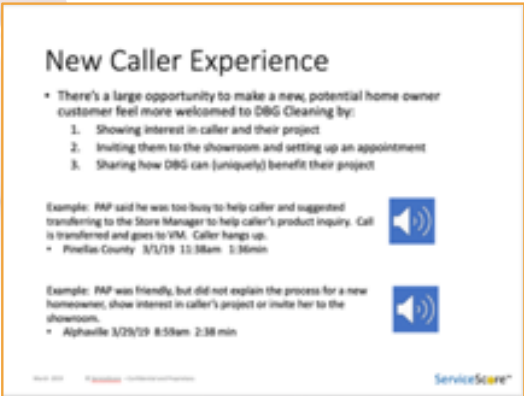 New Caller Experience
• There's a large opportunity to make a new, potential home owner
customer feel more welcomed to DBG Cleaning by:
1. Showing interest in caller and their project
2. Inviting them to the showroom and setting up an appointment
3. Sharing how DBG can (uniquely) benefit their project
Example: PAP said he was too busy to help caller and suggested
transferring to the Store Manager to help caller's product inquiry. Call
is transferred and goes to VM. Caller hangs up.
• Pinellas County 3/1/19 11:38am 1:36min
Example: PAP was friendly, but did not explain the process for a new
homeowner, show interest in caller's project or invite her to the
showroom.
• Alphaville 3/29/19 8:59am 2:38 min
Confidential and Proprietary
ServiceScore™